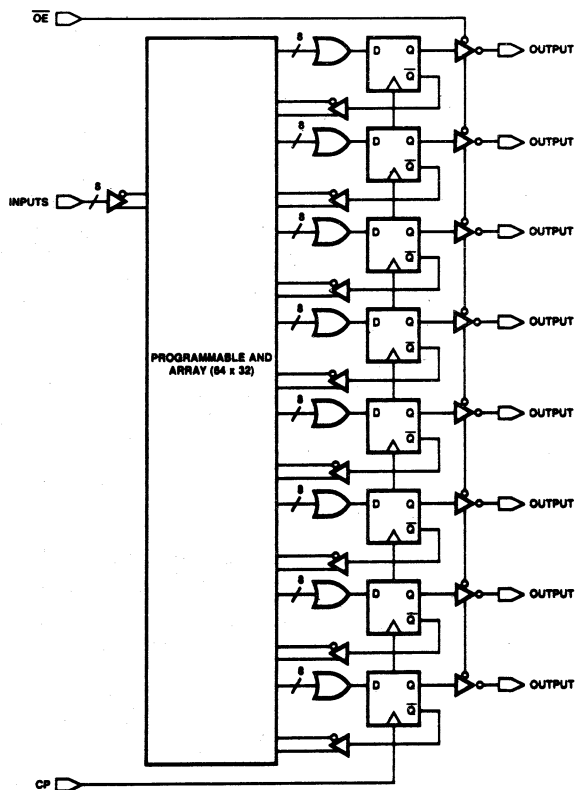 OE
8
D Q
Q
OUTPUT
8
D Q
Q
OUTPUT
INPUTS
8
8
D Q
Q
OUTPUT
8
D Q
Q
OUTPUT
PROGRAMMABLE AND
ARRAY (64 x 32)
8
D Q
Q
OUTPUT
8
D Q
Q
OUTPUT
8
D Q
Q
OUTPUT
8
D Q
Q
OUTPUT
CP